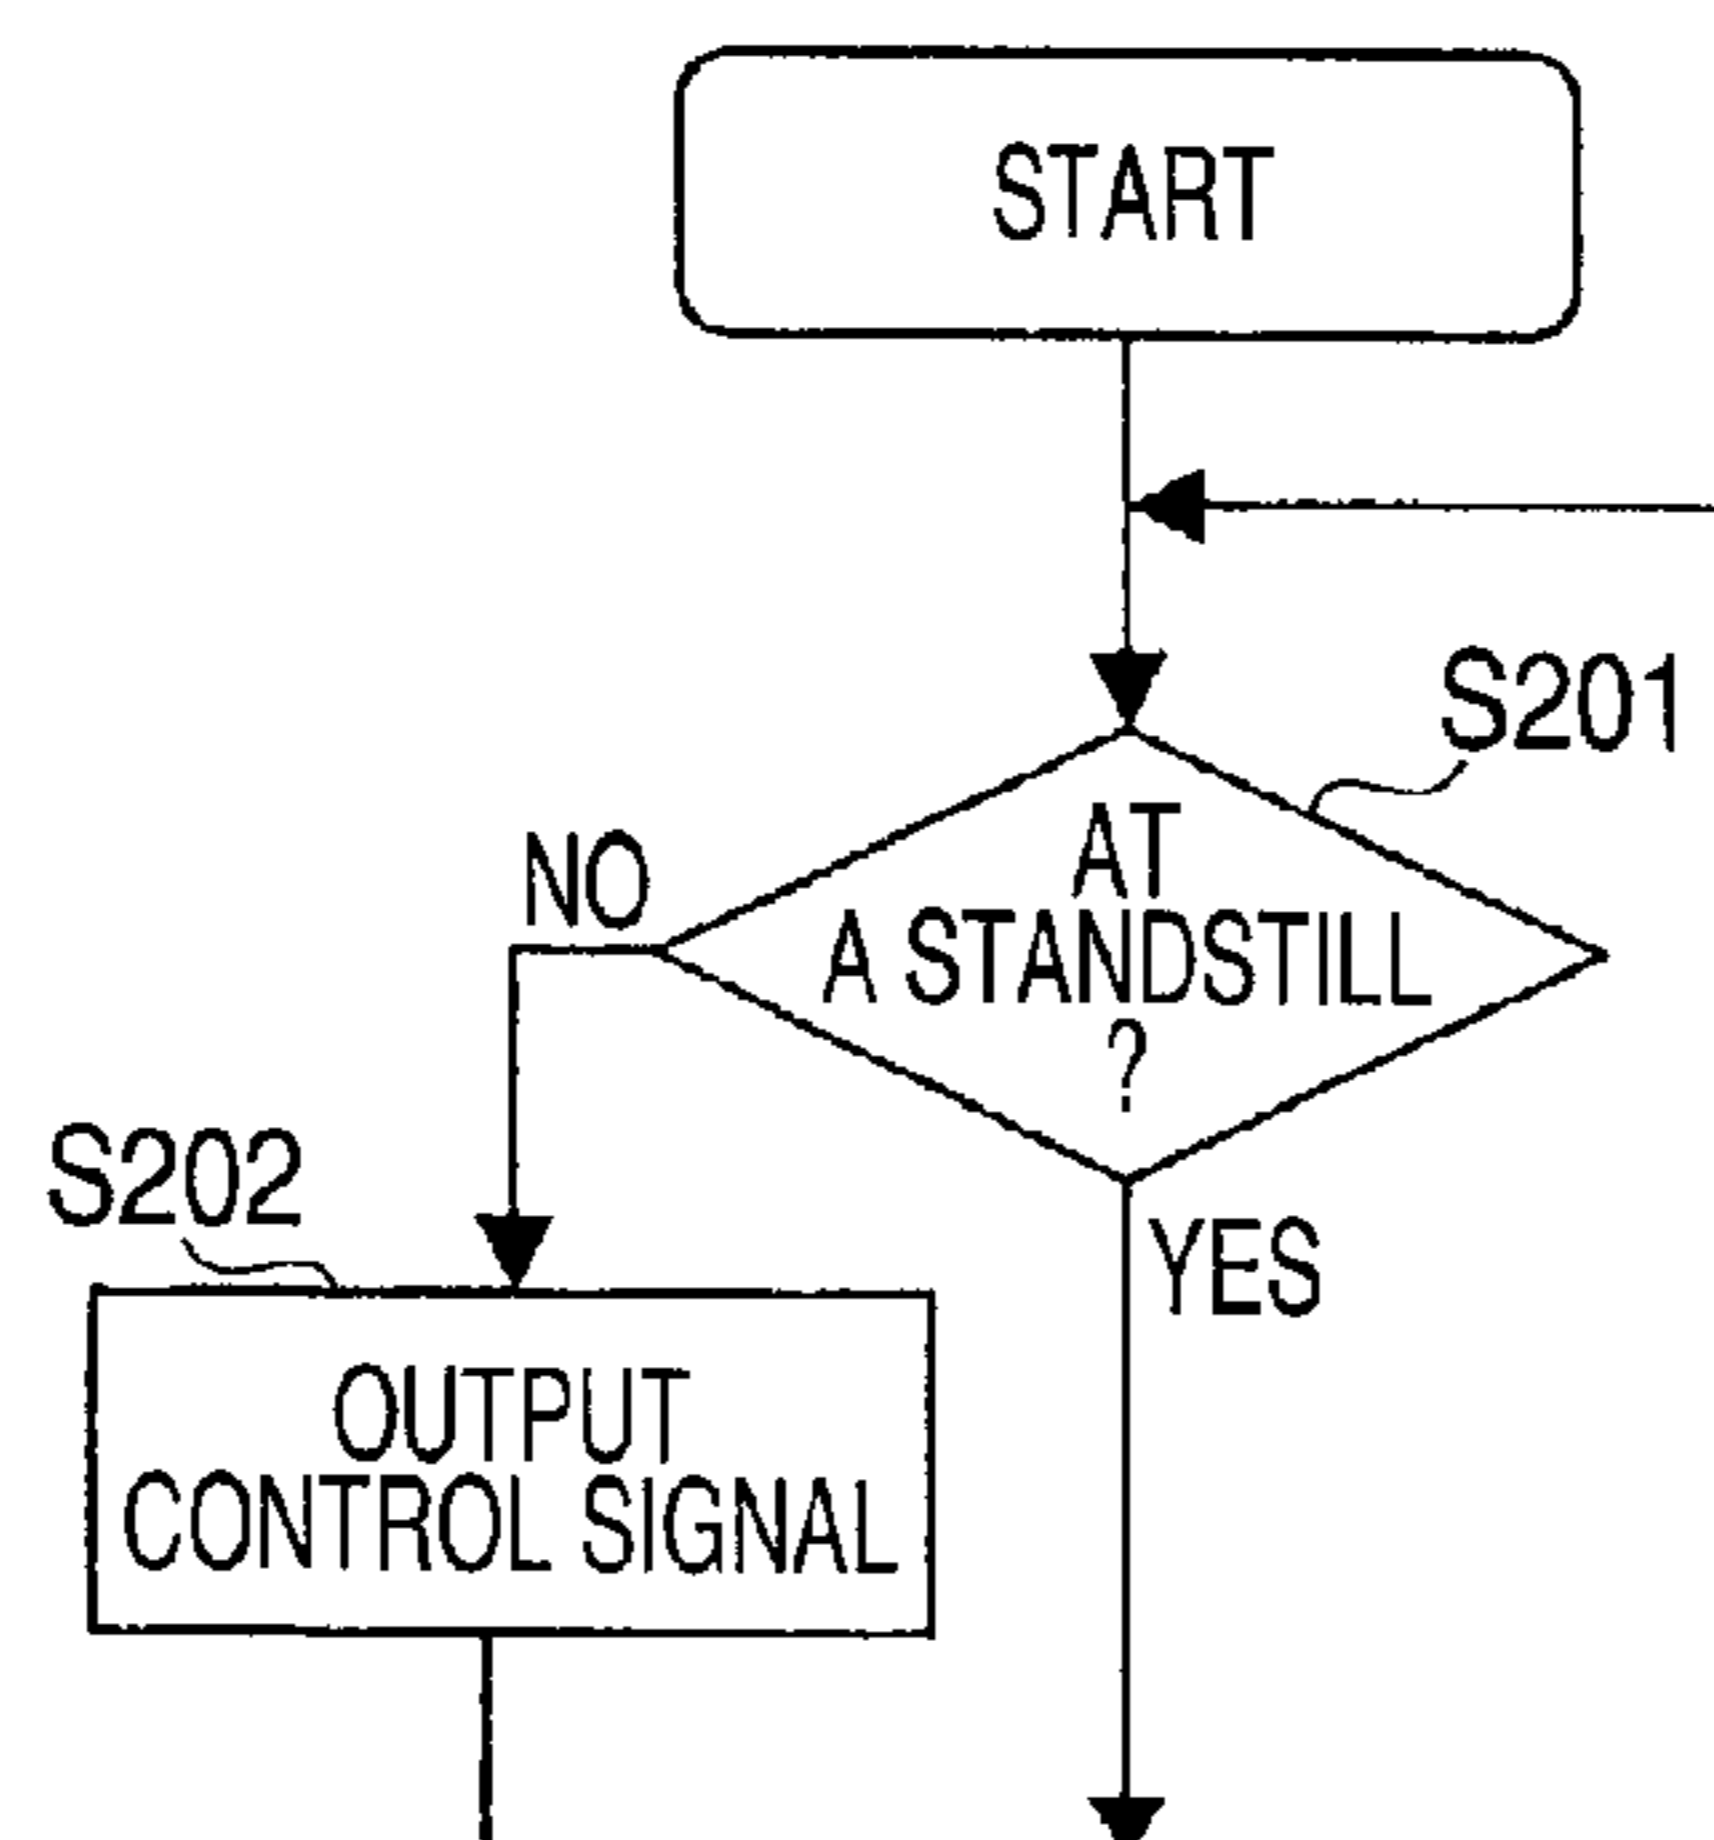 START
S201
AT
A STANDSTILL
?
NO
YES
S202
OUTPUT
CONTROL SIGNAL